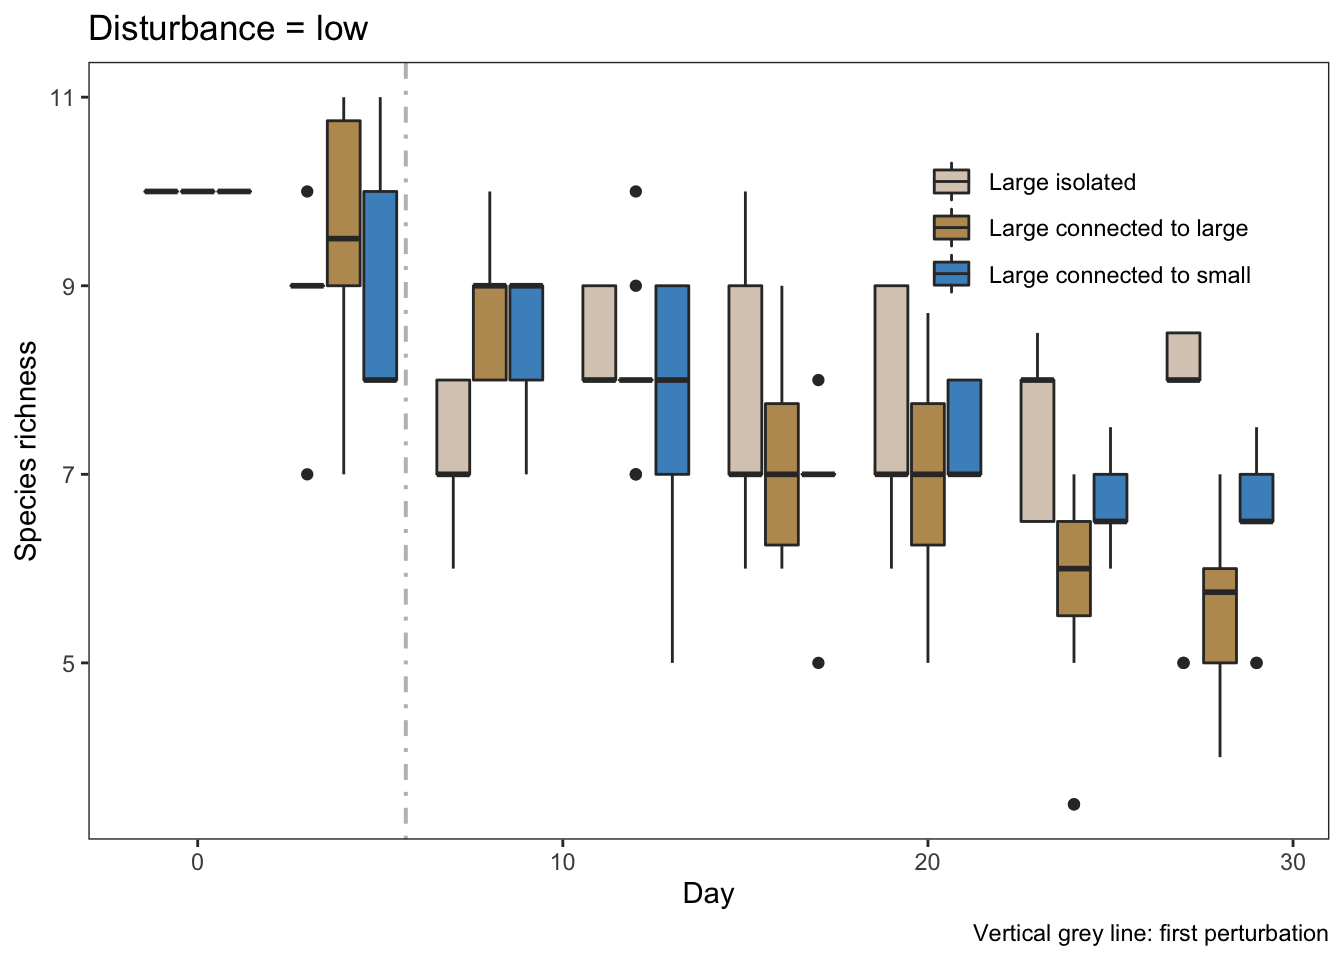 Disturbance = low
11
9
7
5
Species richness
Large isolated
Large connected to large
Large connected to small
0
10
20
30
Day
Vertical grey line: first perturbation